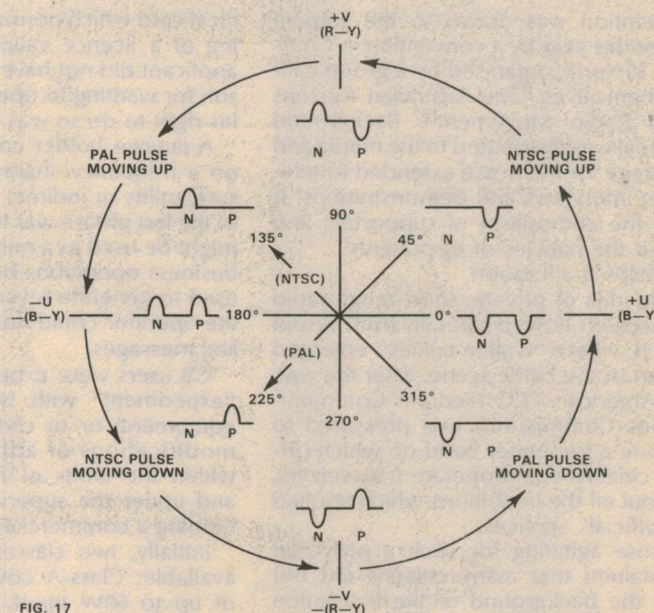 +V
(R—Y)
N P
PAL PULSE
MOVING UP
NTSC PULSE
MOVING UP
N P
N
135°
90°
45°
(NTSC)
—U
—(B—Y)
N P
180°
0°
N P
+U
(B—Y
(PAL)
225°
315°
270°
N P
N P
NTSC PULSE
MOVING DOWN
PAL PULSE
MOVING DOWN
N P
—V
—(R—Y)
FIG. 17